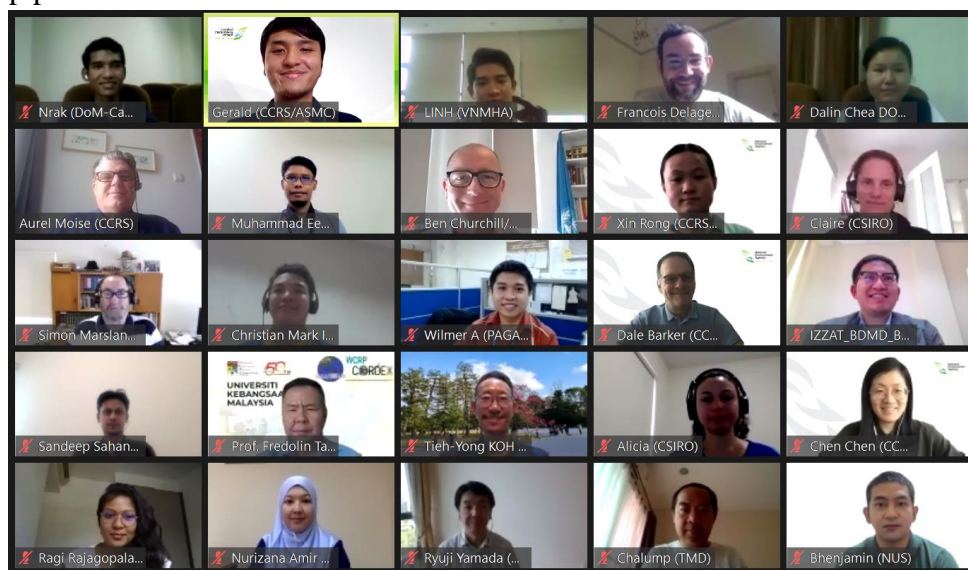 Nrak (DoM-Ca...
Gerald (CCRS/ASMC)
LINH (VNMHA)
Francois Delage...
Dalin Chea DO...
Aurel Moise (CCRS)
Muhammad Ee...
Ben Churchill/...
Xin Rong (CCRS...
Claire (CSIRO)
Simon Marslan...
Christian Mark I...
Wilmer A (PAGA...
Dale Barker (CC...
IZZAT_BDMD_B...
UNIVERSITI
KEBANGSAA
MALAYSIA
50
WCRP
CORDEX
Sandeep Sahan...
Prof. Fredolin Ta...
Tieh-Yong KOH ...
Alicia (CSIRO)
Chen Chen (CC...
Ragi Rajagopala...
Nurizana Amir ...
Ryuji Yamada (...
Chalump (TMD)
Bhenjamin (NUS)